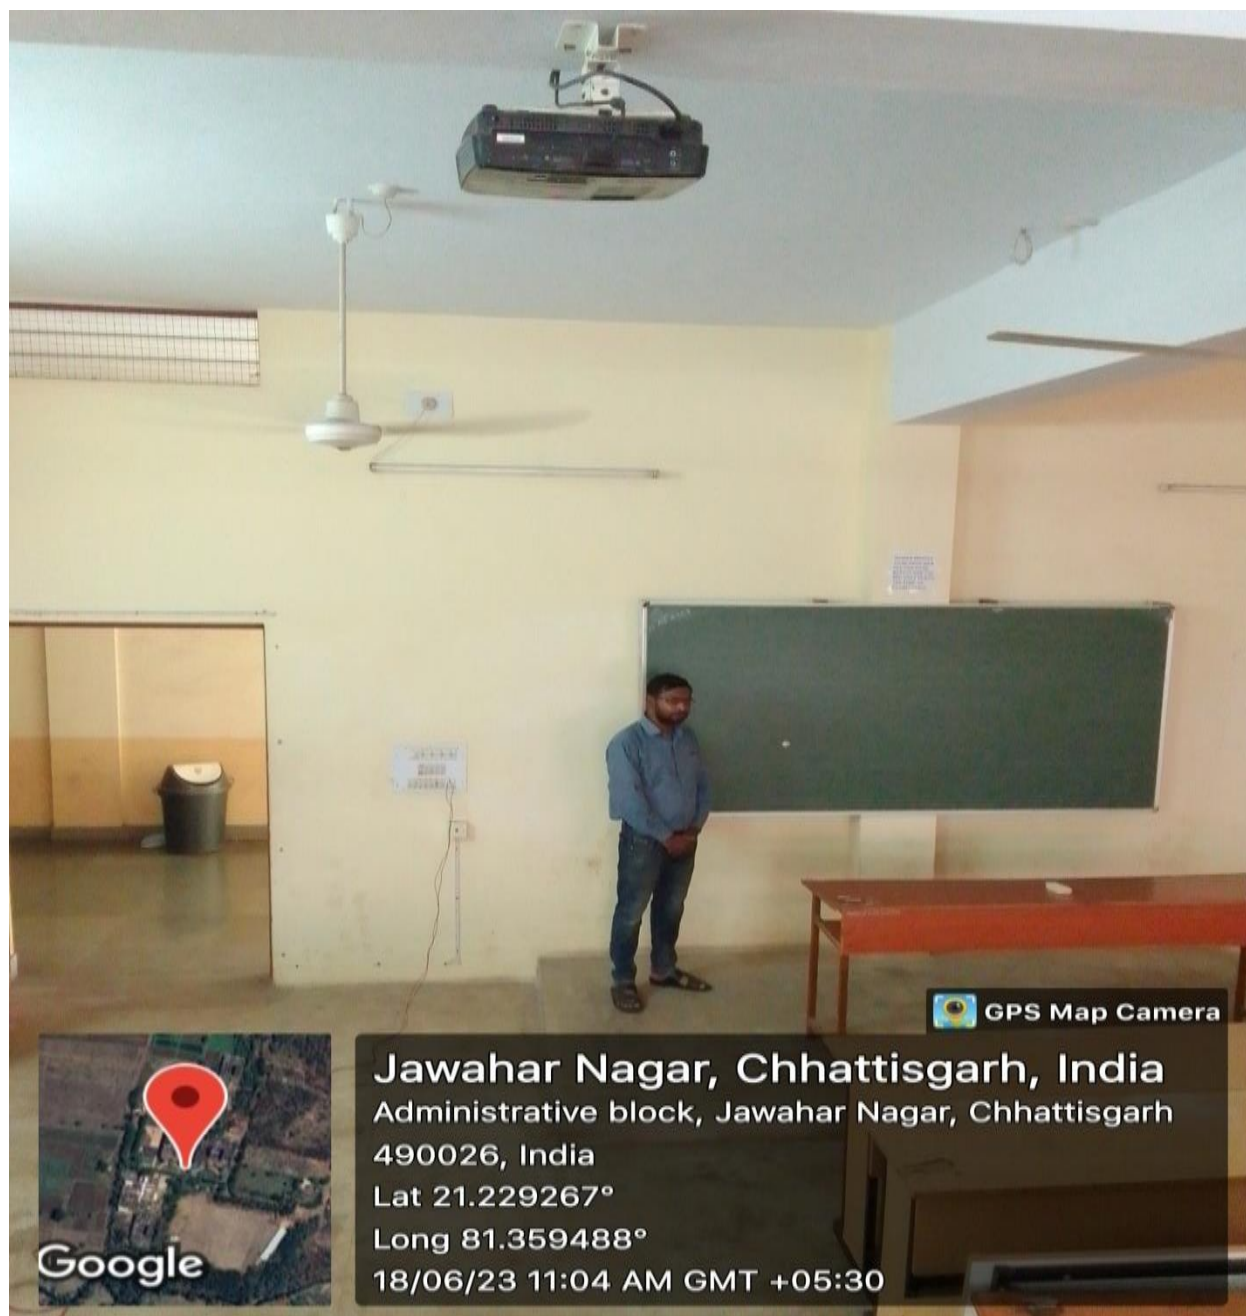 GPS Map Camera
Jawahar Nagar, Chhattisgarh, India
Administrative block, Jawahar Nagar, Chhattisgarh
490026, India
Lat 21.229267°
Long 81.359488°
18/06/23 11:04 AM GMT +05:30
Google